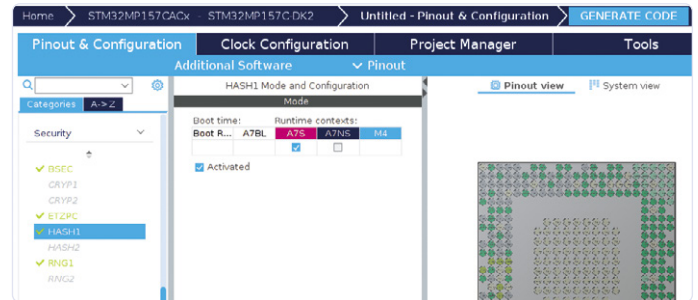 Home STM32MP157CACx - STM32MP157C-DK2 Untitled - Pinout & Configuration GENERATE CODE
Pinout & Configuration Clock Configuration Project Manager Tools
Additional Software Pinout
HASH1 Mode and Configuration
Mode
Pinout view System view
Categories A->Z
Boot time: Runtime contexts:
Boot R... A7BL A7S A7NS M4
Security
Activated
BSEC
CRYP1
CRYP2
ETZPC
HASH1
HASH2
RNG1
RNG2